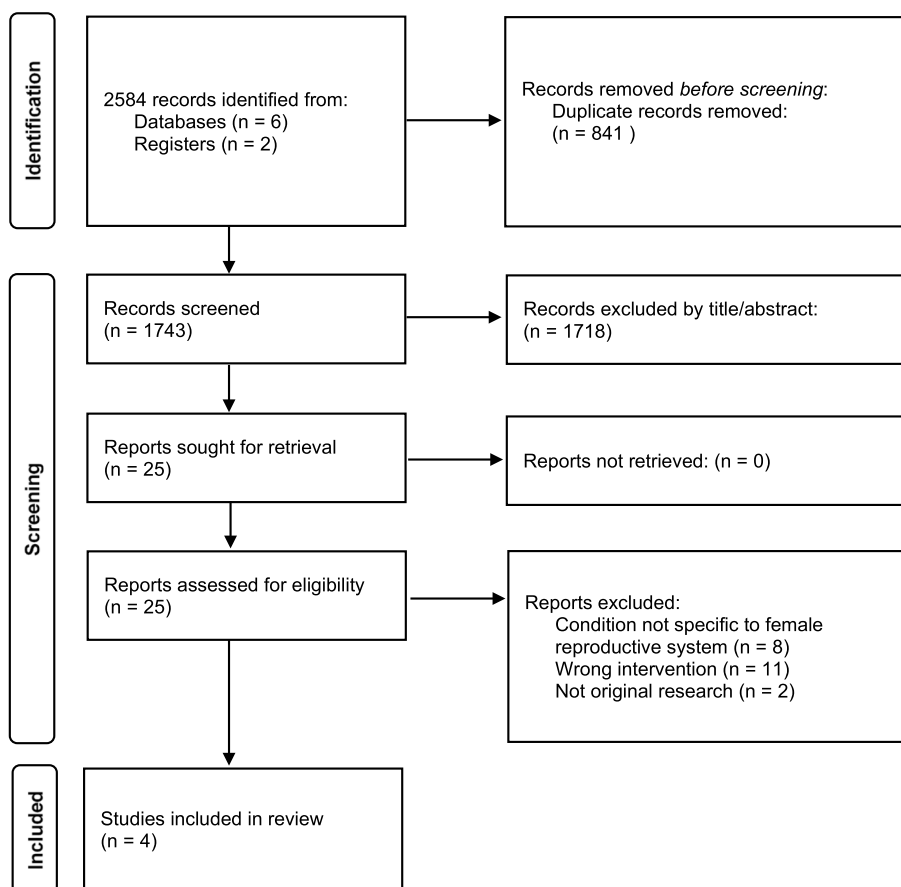 Identification
2584 records identified from:
Databases (n = 6)
Registers (n = 2)
Records removed before screening:
Duplicate records removed:
(n = 841 )
Screening
Records screened
(n = 1743)
Records excluded by title/abstract:
(n = 1718)
Reports sought for retrieval
(n = 25)
Reports not retrieved: (n = 0)
Reports assessed for eligibility
(n = 25)
Reports excluded:
Condition not specific to female
reproductive system (n = 8)
Wrong intervention (n = 11)
Not original research (n = 2)
Included
Studies included in review
(n = 4)